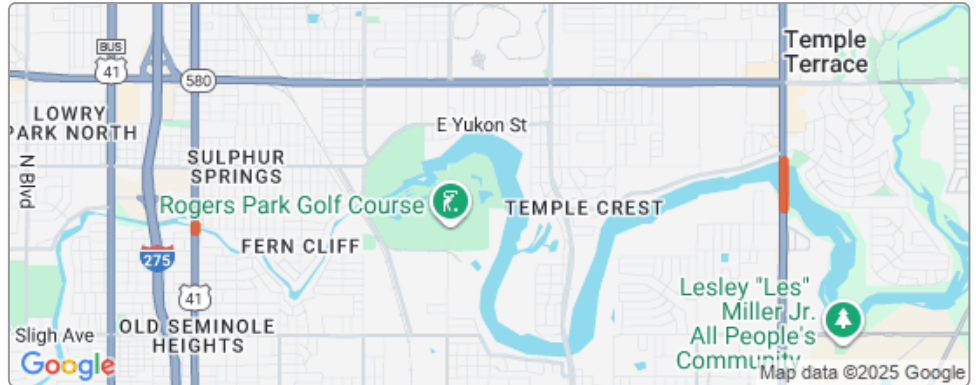 Temple
Terrace
BUS
41
580
LOWRY
PARK NORTH
E Yukon St
N Blvd
SULPHUR
SPRINGS
Rogers Park Golf Course
TEMPLE CREST
FERN CLIFF
275
41
Lesley "Les"
Miller Jr.
All People's
Community...
Sligh Ave
OLD SEMINOLE
HEIGHTS
Google
Map data ©2025 Google